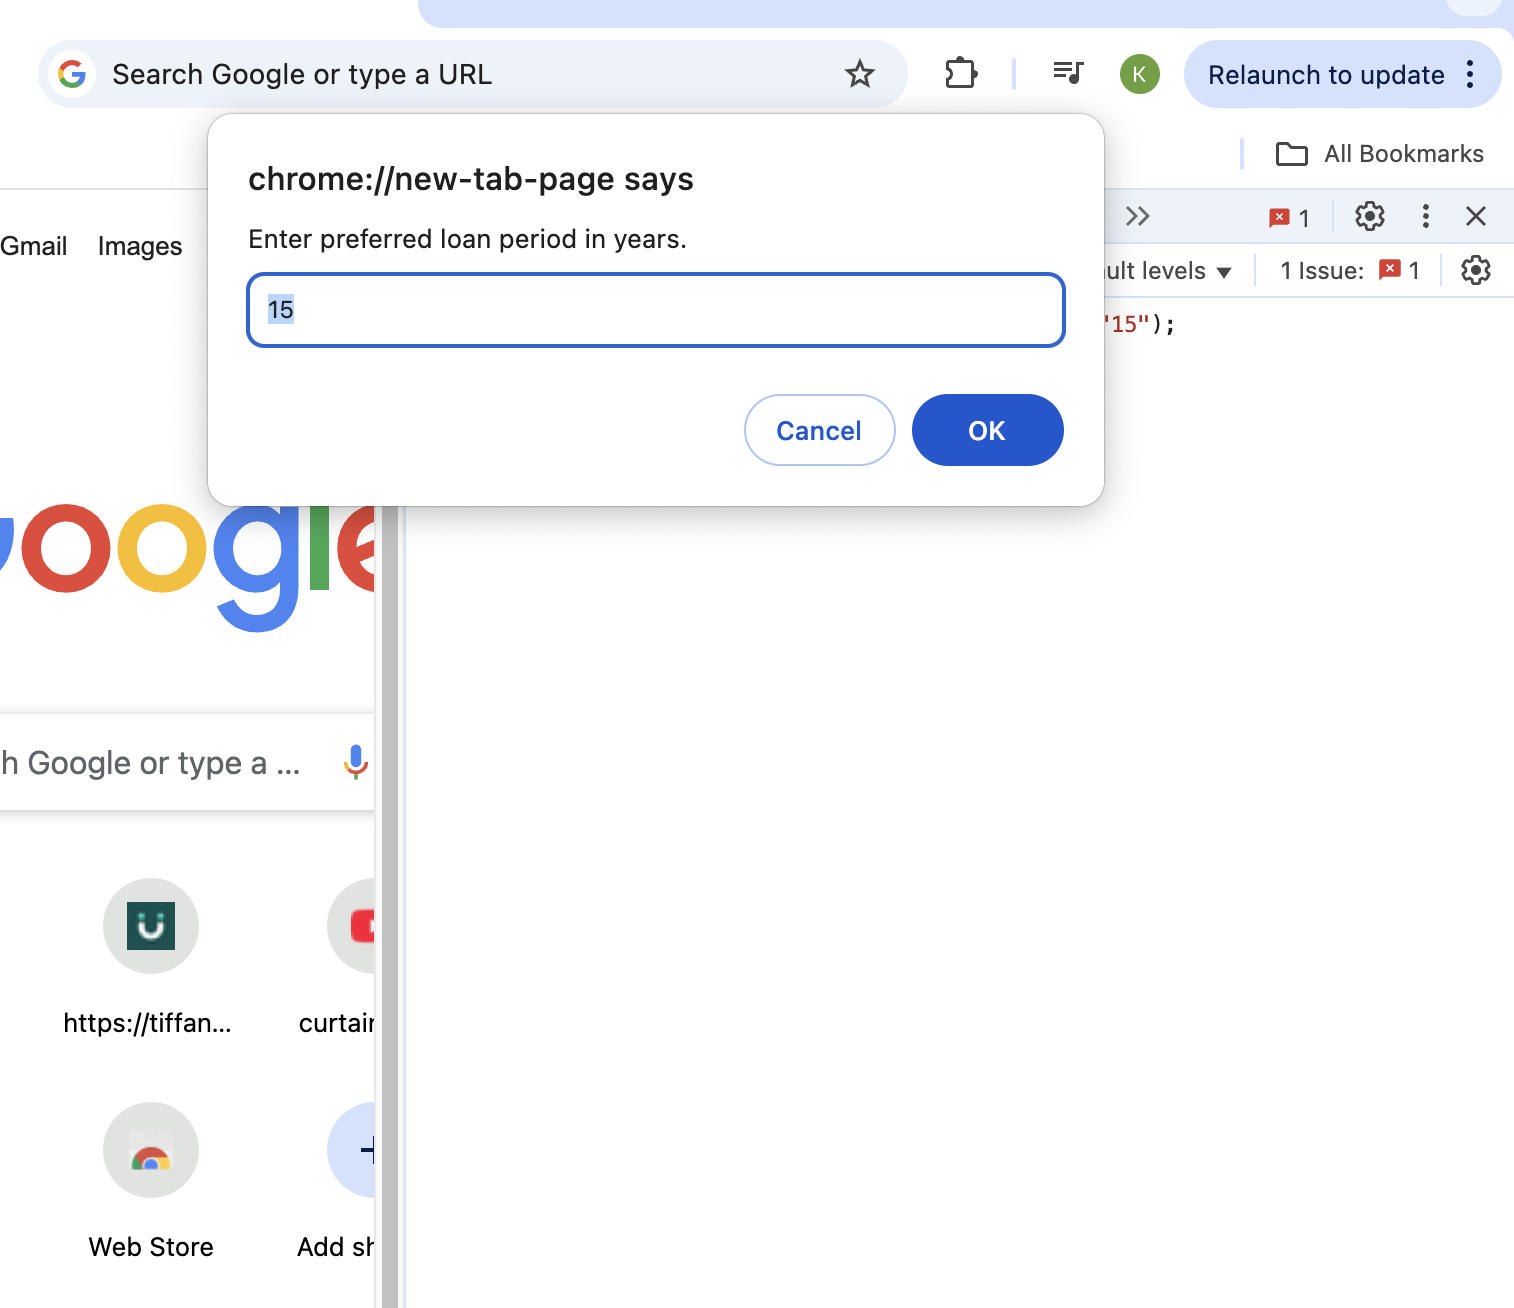 Search Google or type a URL
K
Relaunch to update
All Bookmarks
chrome://new-tab-page says
Enter preferred loan period in years.
15
Cancel
OK
1
ult levels
1 Issue:
1
"15");
Gmail
Images
oogle
h Google or type a ...
https://tiffan...
curtain
Web Store
Add sh